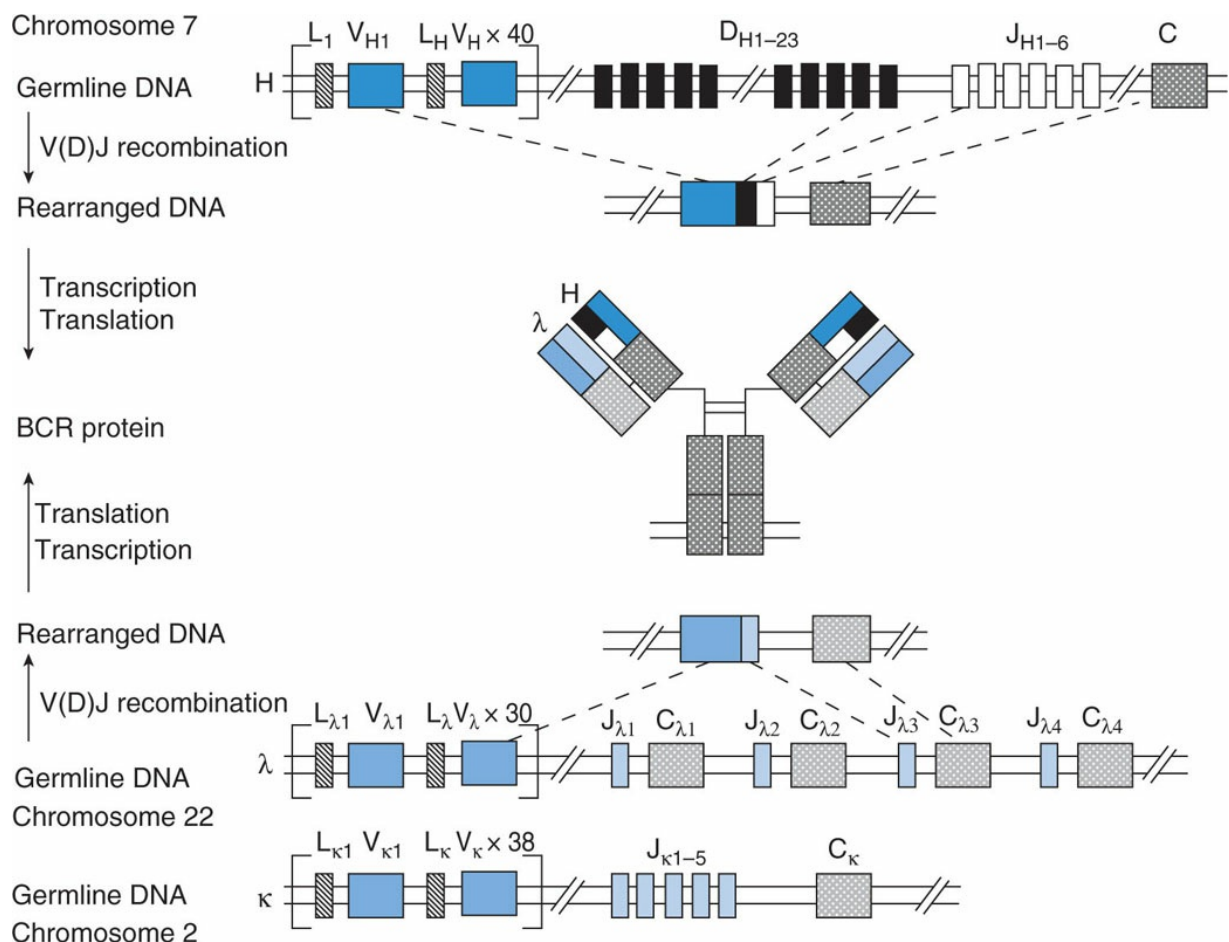 Chromosome 7
L1 VH1 LH VH × 40 DH1–23 JH1–6 C
Germline DNA
H
V(D)J recombination
Rearranged DNA
Transcription
Translation
H
λ
BCR protein
Translation
Transcription
Rearranged DNA
V(D)J recombination
Lλ1 Vλ1 Lλ Vλ × 30 Jλ1 Cλ1 Jλ2 Cλ2 Jλ3 Cλ3 Jλ4 Cλ4
λ
Germline DNA
Chromosome 22
Lκ1 Vκ1 Lκ Vκ × 38 Jκ1–5 Cκ
κ
Germline DNA
Chromosome 2